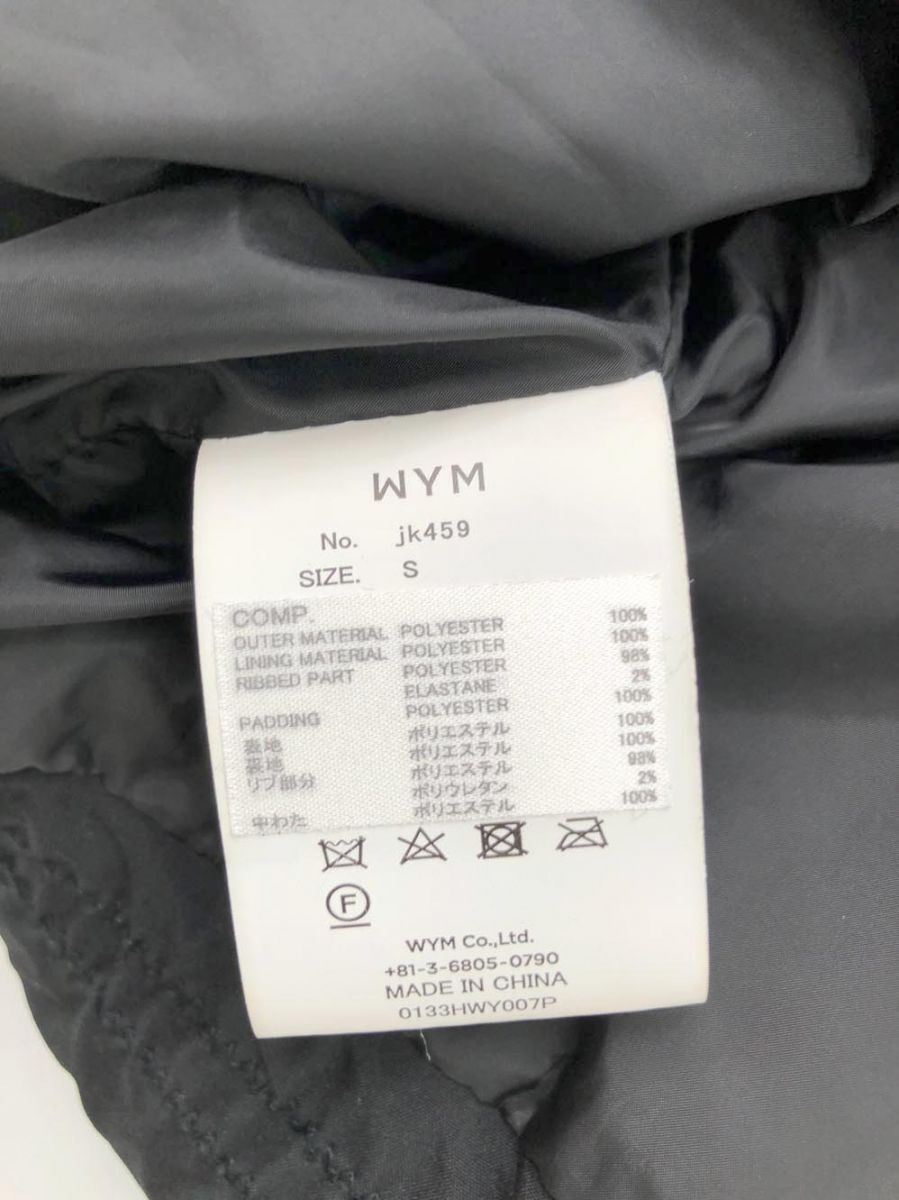 WYM
No. jk459
SIZE. S
COMP.
OUTER MATERIAL POLYESTER 100%
LINING MATERIAL POLYESTER 100%
RIBBED PART POLYESTER 98%
ELASTANE 2%
PADDING POLYESTER 100%
表地 ポリエステル 100%
裏地 ポリエステル 100%
リブ部分 ポリエステル 98%
ポリウレタン 2%
中わた ポリエステル 100%
F
WYM Co.,Ltd.
+81-3-6805-0790
MADE IN CHINA
0133HWY007P